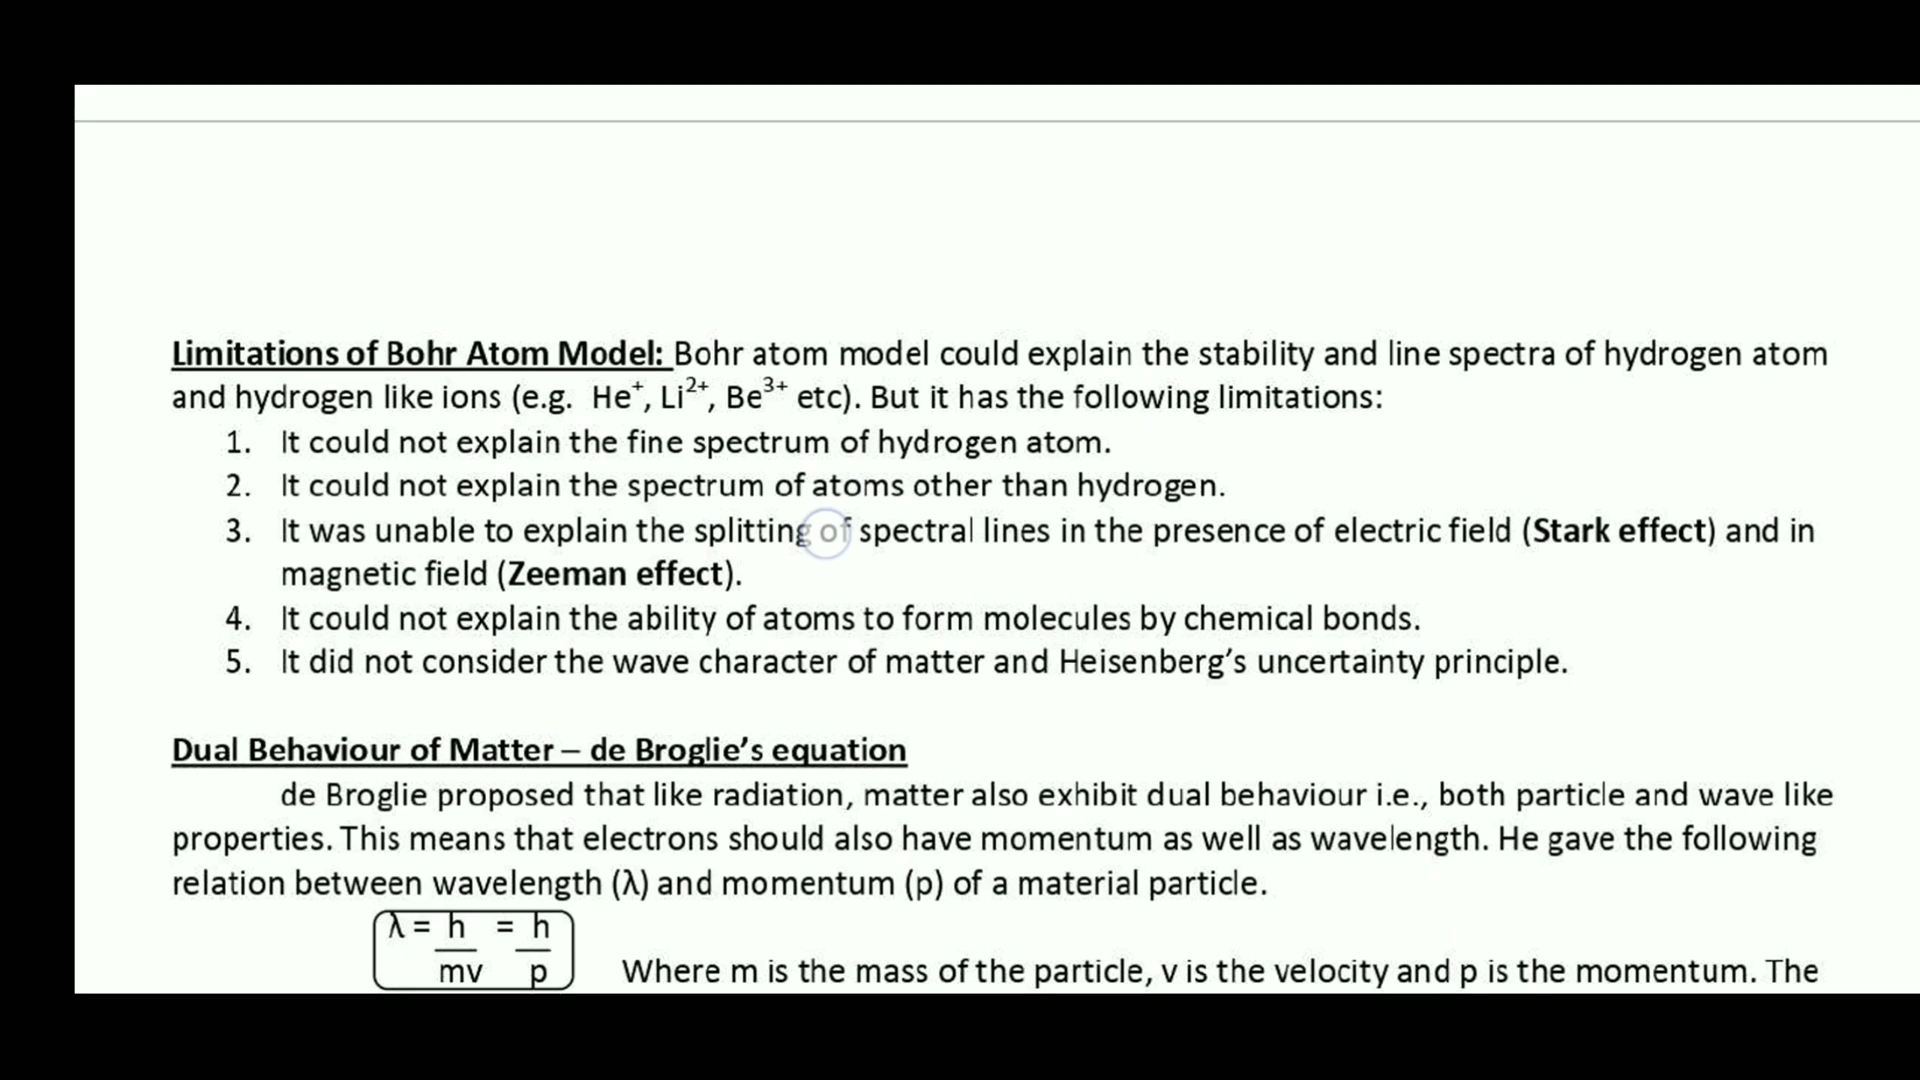 Limitations of Bohr Atom Model: Bohr atom model could explain the stability and line spectra of hydrogen atom
and hydrogen like ions (e.g. He⁺, Li²⁺, Be³⁺ etc). But it has the following limitations:
1. It could not explain the fine spectrum of hydrogen atom.
2. It could not explain the spectrum of atoms other than hydrogen.
3. It was unable to explain the splitting of spectral lines in the presence of electric field (Stark effect) and in
magnetic field (Zeeman effect).
4. It could not explain the ability of atoms to form molecules by chemical bonds.
5. It did not consider the wave character of matter and Heisenberg’s uncertainty principle.
Dual Behaviour of Matter – de Broglie’s equation
de Broglie proposed that like radiation, matter also exhibit dual behaviour i.e., both particle and wave like
properties. This means that electrons should also have momentum as well as wavelength. He gave the following
relation between wavelength (λ) and momentum (p) of a material particle.
λ = h = h
mv p Where m is the mass of the particle, v is the velocity and p is the momentum. The